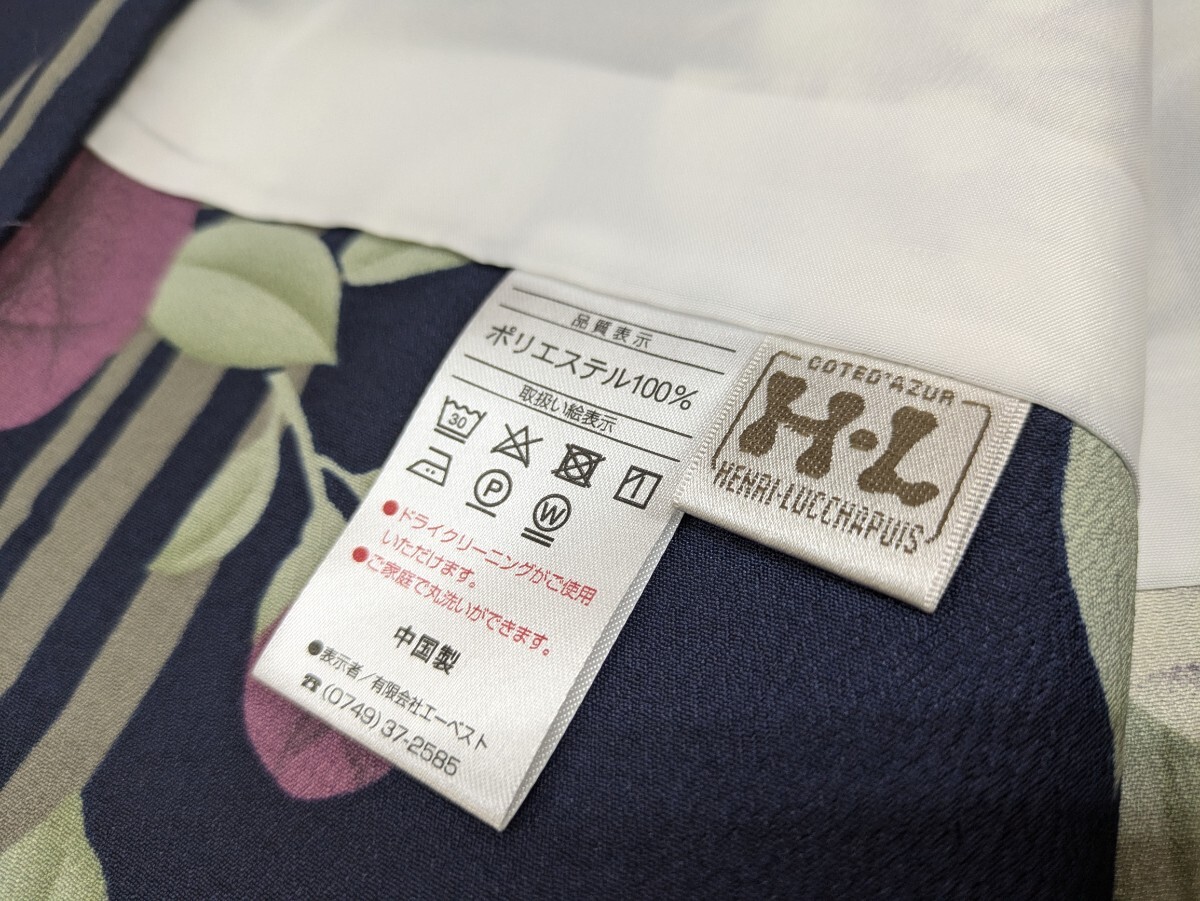 品質表示
ポリエステル100%
取扱い絵表示
30
P
W
●ドライクリーニングがご使用
いただけます。
●ご家庭で丸洗いができます。
中国製
●表示者/有限会社エーベスト
☎(0749)37-2585
COTED'AZUR
H・L
HENRI・LUCCHAPUIS